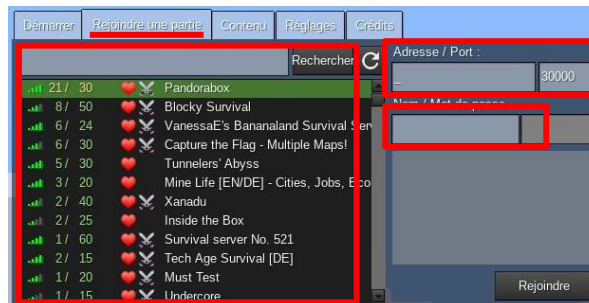 Démarrer Rejoindre une partie Contenu Réglages Crédits
Rechercher
21 / 30 Pandorabox
8 / 50 Blocky Survival
6 / 24 VanessaE's Bananaland Survival Serv
6 / 30 Capture the Flag - Multiple Maps!
5 / 30 Tunnelers' Abyss
3 / 20 Mine Life [EN/DE] - Cities, Jobs, Eco
2 / 40 Xanadu
2 / 25 Inside the Box
1 / 60 Survival server No. 521
2 / 15 Tech Age Survival [DE]
1 / 20 Must Test
1 / 15 Undercore
Adresse / Port :
_ 30000
Nom / Mot de passe
Rejoindre